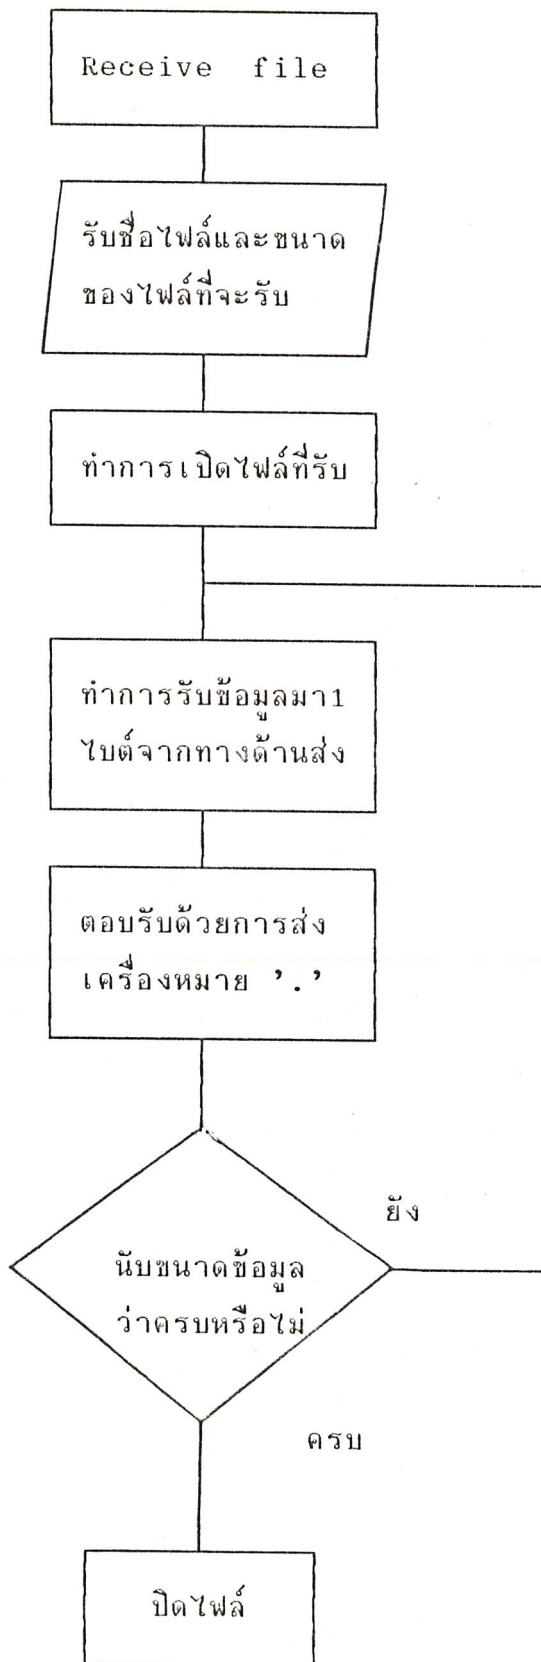 Receive file
รับชื่อไฟล์และขนาด
ของไฟล์ที่จะรับ
ทำการเปิดไฟล์ที่รับ
ทำการรับข้อมูลมา1
ไบต์จากทางด้านส่ง
ตอบรับด้วยการส่ง
เครื่องหมาย '.'
ยัง
นับขนาดข้อมูล
ว่าครบหรือไม่
ครบ
ปิดไฟล์